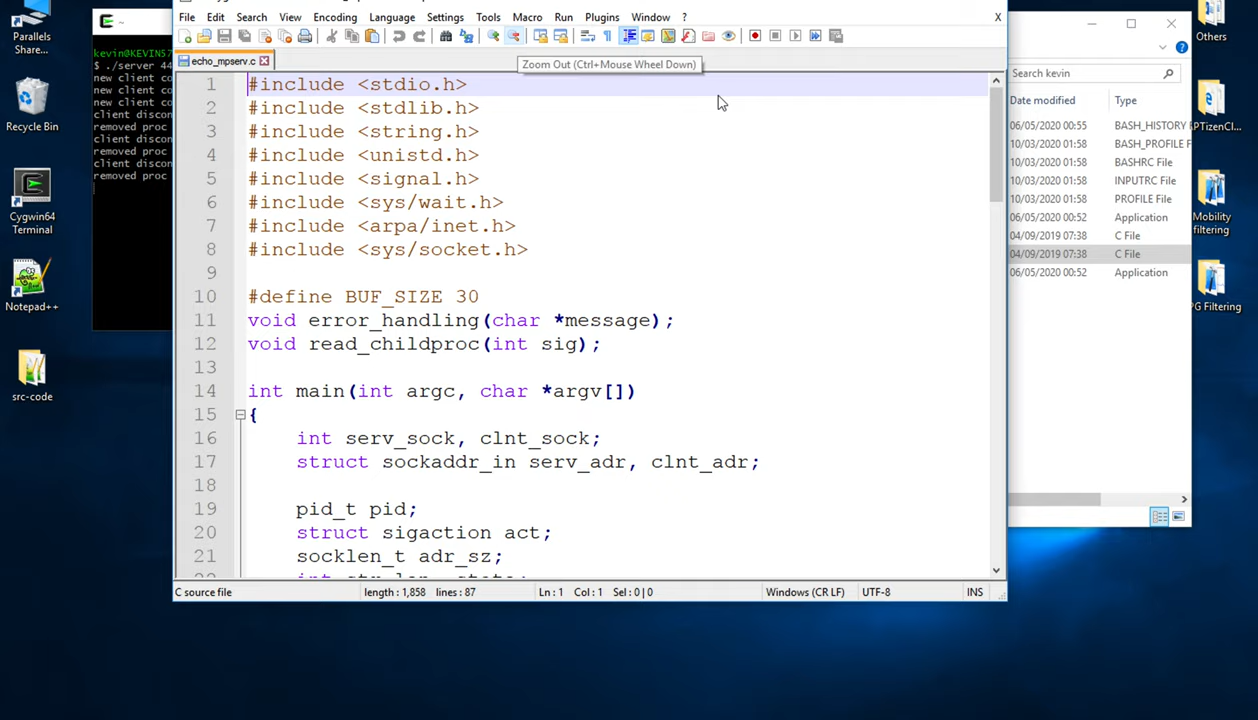 Parallels
Share...
Recycle Bin
Cygwin64
Terminal
Notepad++
src-code
~
kevin@KEVIN57
$ ./server 44
new client co
new client co
new client co
client discon
removed proc
client discon
removed proc
client discon
removed proc
File Edit Search View Encoding Language Settings Tools Macro Run Plugins Window ? X
echo_mpserv.c
Zoom Out (Ctrl+Mouse Wheel Down)
1 #include <stdio.h>
2 #include <stdlib.h>
3 #include <string.h>
4 #include <unistd.h>
5 #include <signal.h>
6 #include <sys/wait.h>
7 #include <arpa/inet.h>
8 #include <sys/socket.h>
9
10 #define BUF_SIZE 30
11 void error_handling(char *message);
12 void read_childproc(int sig);
13
14 int main(int argc, char *argv[])
15 {
16 int serv_sock, clnt_sock;
17 struct sockaddr_in serv_adr, clnt_adr;
18
19 pid_t pid;
20 struct sigaction act;
21 socklen_t adr_sz;
C source file length : 1,858 lines : 87 Ln : 1 Col : 1 Sel : 0 | 0 Windows (CR LF) UTF-8 INS
Search kevin
Date modified Type
06/05/2020 00:55 BASH_HISTORY
10/03/2020 01:58 BASH_PROFILE F
10/03/2020 01:58 BASHRC File
10/03/2020 01:58 INPUTRC File
10/03/2020 01:58 PROFILE File
06/05/2020 00:52 Application
04/09/2019 07:38 C File
04/09/2019 07:38 C File
06/05/2020 00:52 Application
Others
PTizenCl...
Mobility
filtering
PG Filtering